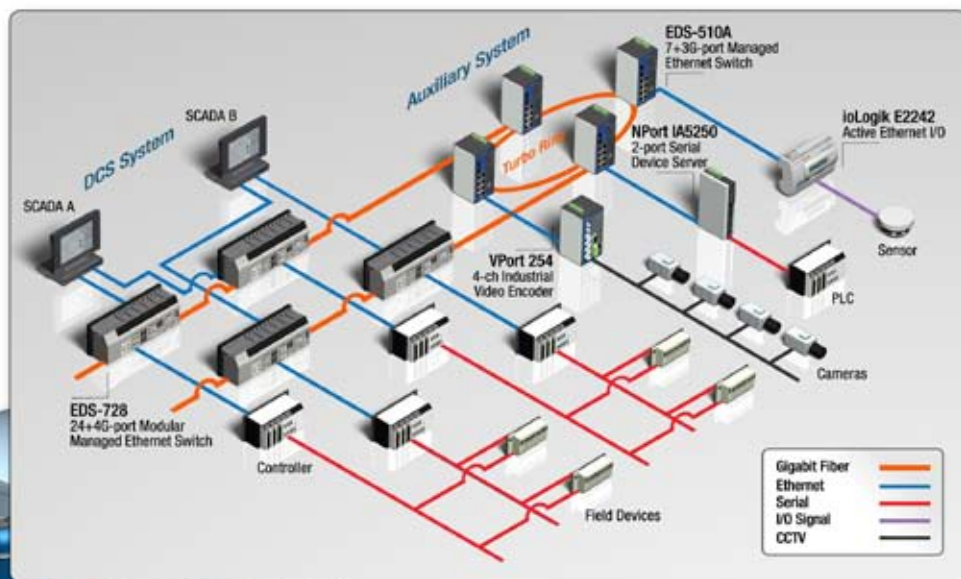 EDS-510A
7+3G-port Managed
Ethernet Switch
Auxiliary System
SCADA B
ioLogik E2242
Active Ethernet I/O
NPort IA5250
2-port Serial
Device Server
DCS System
Turbo Ring
SCADA A
Sensor
VPort 254
4-ch Industrial
Video Encoder
PLC
Cameras
EDS-728
24+4G-port Modular
Managed Ethernet Switch
Controller
Field Devices
Gigabit Fiber
Ethernet
Serial
I/O Signal
CCTV